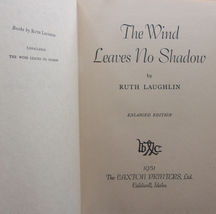 Books by Ruth Laughlin
CABALLEROS
THE WIND LEAVES NO SHADOW
The Wind
Leaves No Shadow
by
RUTH LAUGHLIN
ENLARGED EDITION
1951
The CAXTON PRINTERS, Ltd.
Caldwell, Idaho